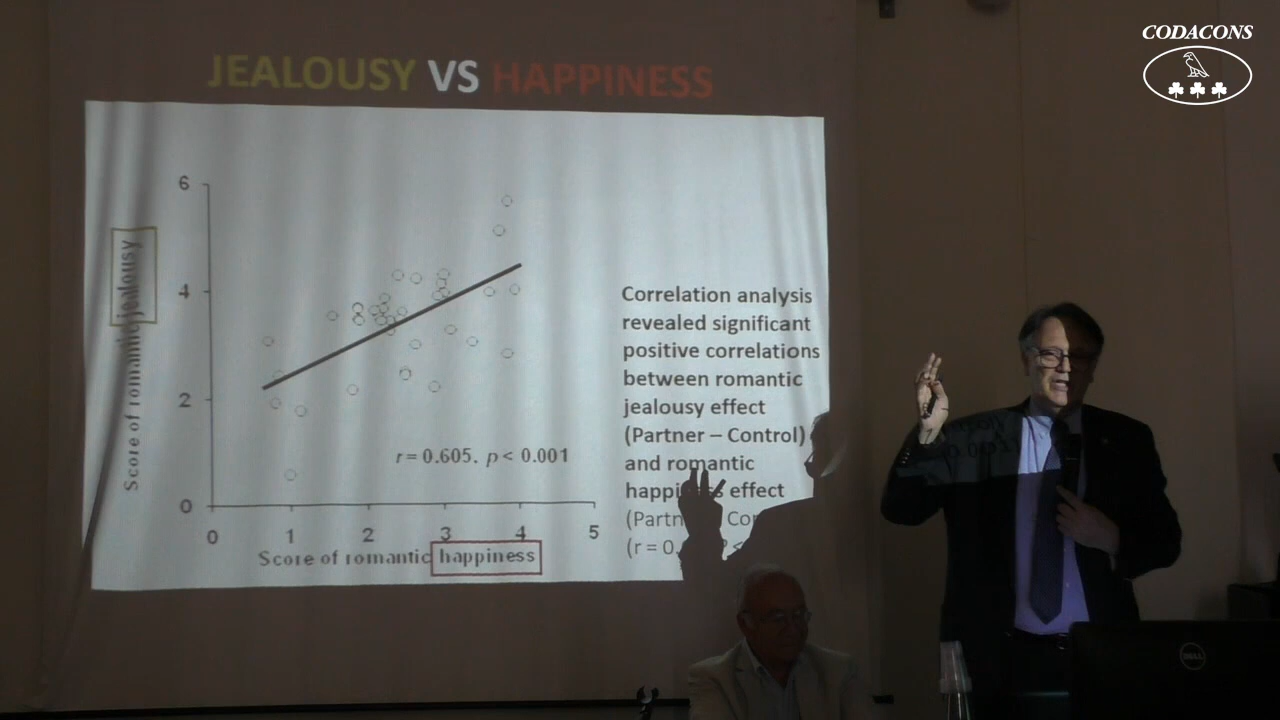 CODACONS
JEALOUSY VS HAPPINESS
6
4
2
0
Score of romantic jealousy
r = 0.605. p < 0.001
0 1 2 3 4 5
Score of romantic happiness
Correlation analysis
revealed significant
positive correlations
between romantic
jealousy effect
(Partner – Control)
and romantic
happiness effect
DELL